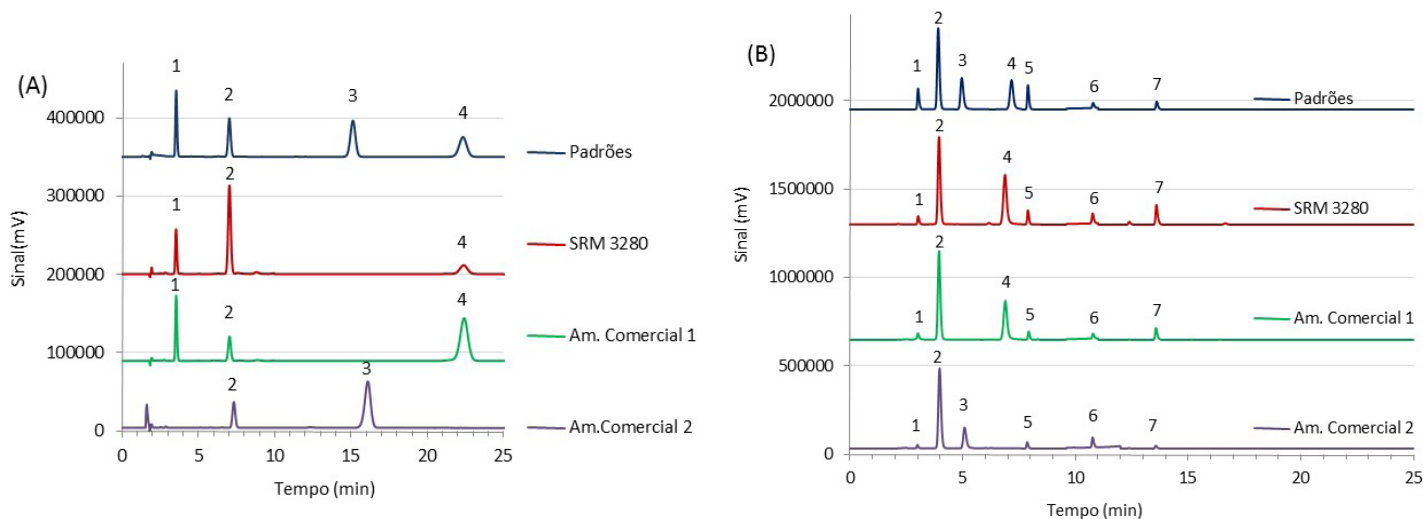 (A)
1
2
3
4
400000
Padrões
2
1
4
300000
SRM 3280
200000
1
2
4
Am. Comercial 1
100000
2
3
Am.Comercial 2
0
0 5 10 15 20 25
Sinal(mV)
Tempo (min)
(B)
2
1
3
4
5
6
7
2000000
Padrões
2
4
1
5
6
7
1500000
SRM 3280
2
4
1
5
6
7
1000000
Am. Comercial 1
2
3
1
5
6
7
500000
Am. Comercial 2
0
0 5 10 15 20 25
Sinal (mV)
Tempo (min)